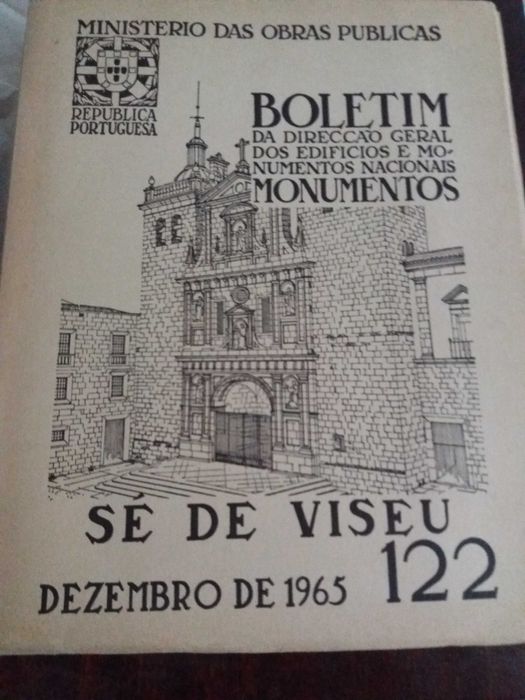 MINISTERIO DAS OBRAS PUBLICAS
REPUBLICA
PORTUGUESA
BOLETIM
DA DIRECCÃO GERAL
DOS EDIFICIOS E MO-
NUMENTOS NACIONAIS
MONUMENTOS
SÉ DE VISEU
DEZEMBRO DE 1965 122